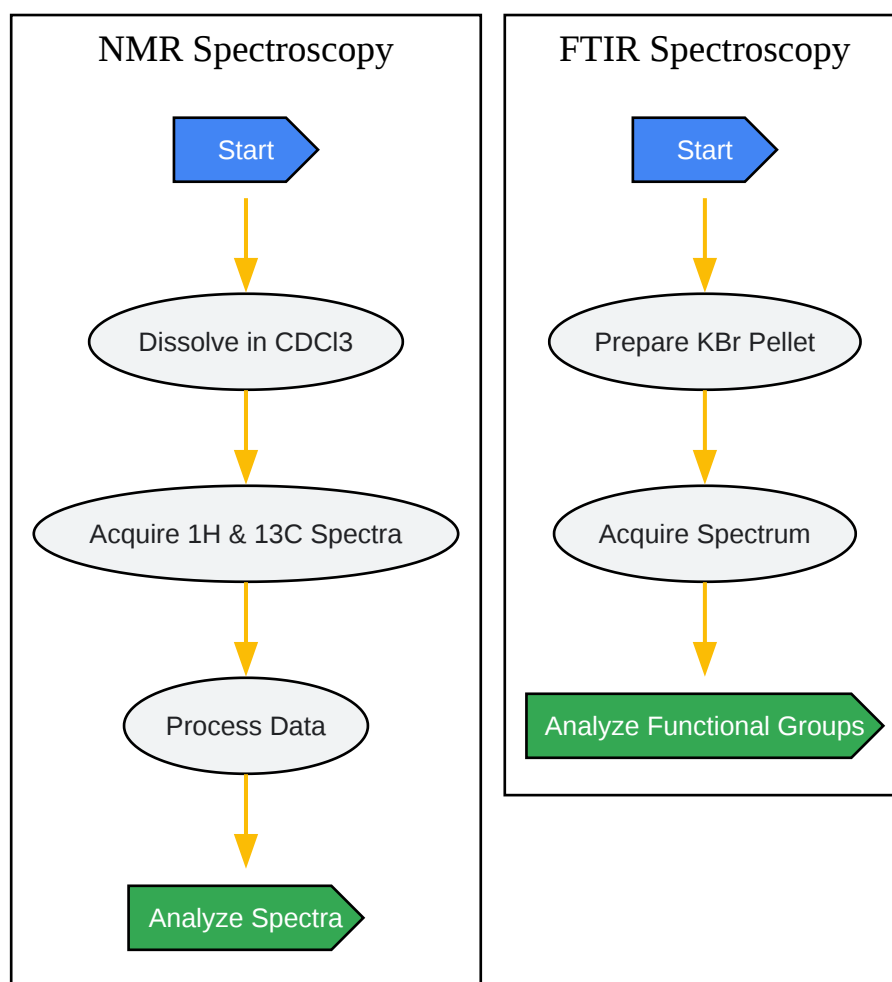 NMR Spectroscopy
Start
Dissolve in CDCl3
Acquire 1H & 13C Spectra
Process Data
Analyze Spectra
FTIR Spectroscopy
Start
Prepare KBr Pellet
Acquire Spectrum
Analyze Functional Groups